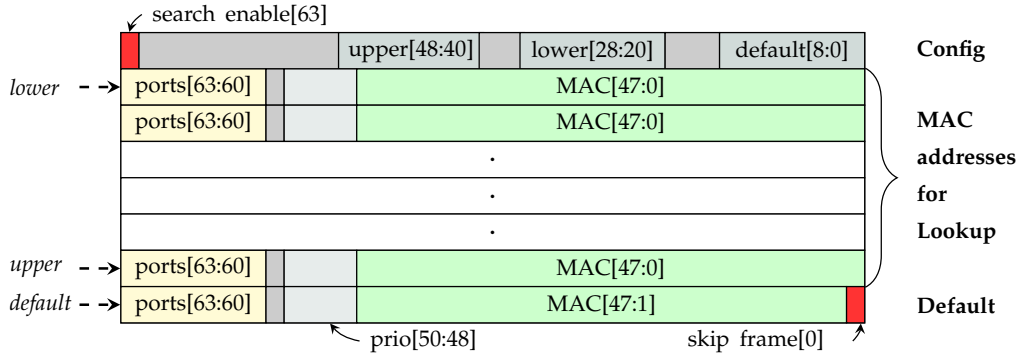 search enable[63]
upper[48:40] lower[28:20] default[8:0] Config
lower ports[63:60] MAC[47:0]
ports[63:60] MAC[47:0] MAC
. addresses
. for
. Lookup
upper ports[63:60] MAC[47:0]
default ports[63:60] MAC[47:1] Default
prio[50:48] skip frame[0]